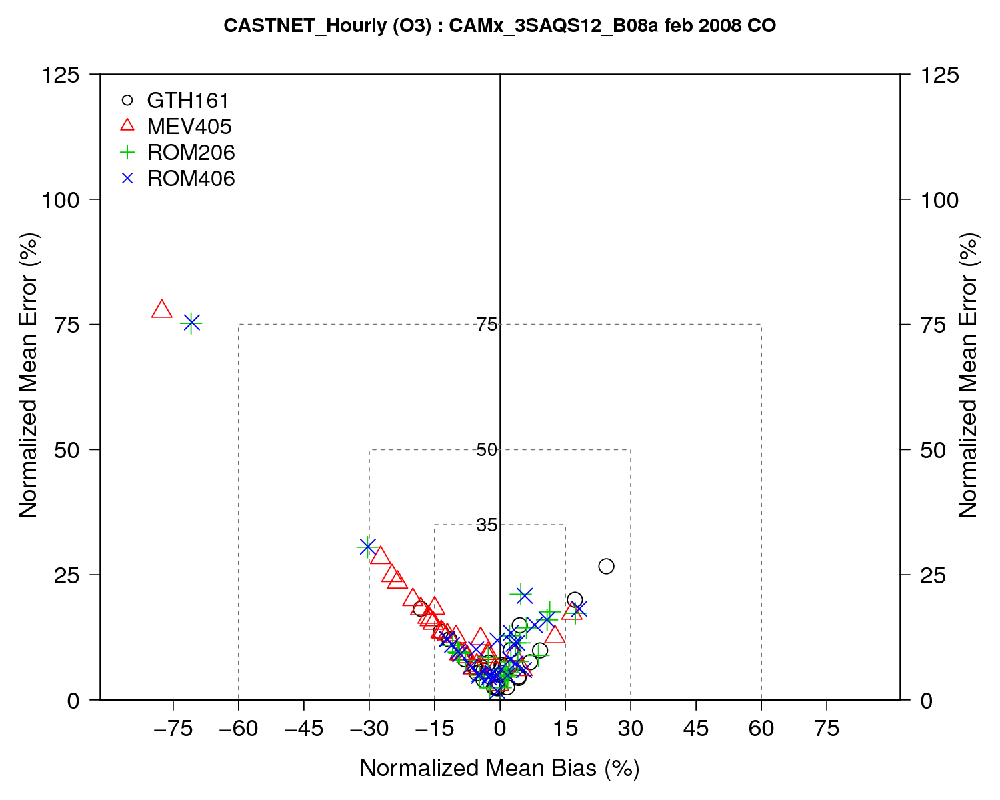 CASTNET_Hourly (O3) : CAMx_3SAQS12_B08a feb 2008 CO
GTH161
MEV405
ROM206
ROM406
Normalized Mean Error (%)
125
100
75
50
25
0
75
50
35
125
100
75
50
25
0
Normalized Mean Error (%)
−75 −60 −45 −30 −15 0 15 30 45 60 75
Normalized Mean Bias (%)